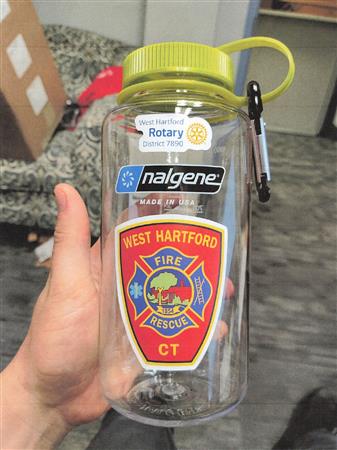 West Hartford
Rotary
District 7890
nalgene
MADE IN USA
WEST HARTFORD
FIRE
RESCUE
CT